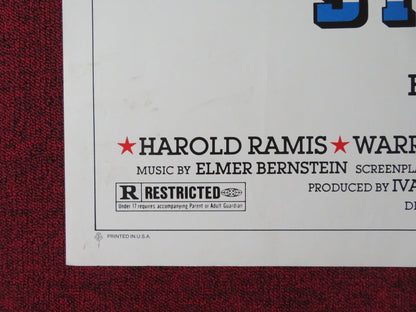 ★HAROLD RAMIS★WARR
MUSIC BY ELMER BERNSTEIN SCREENPLA
PRODUCED BY IVA
R RESTRICTED
Under 17 requires accompanying Parent or Adult Guardian
PRINTED IN U.S.A.